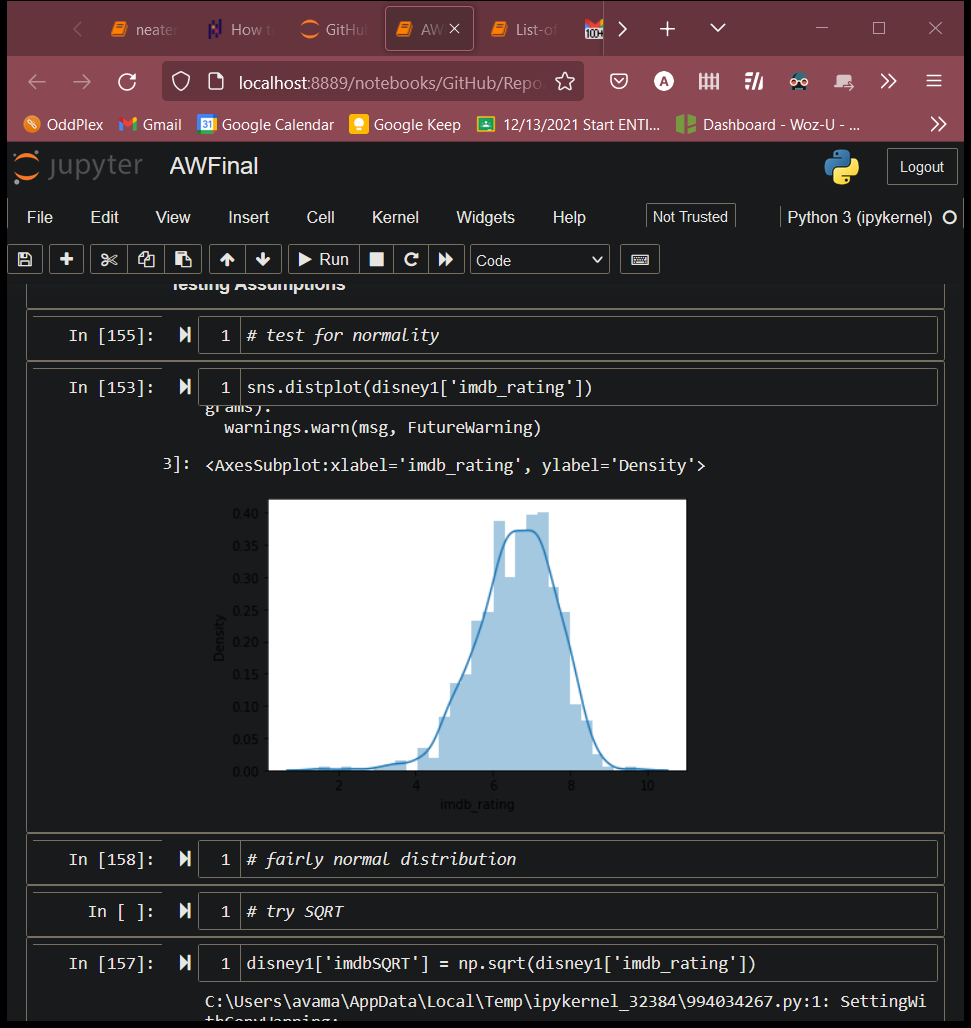 neater
How t
GitHu
AW
List-of
100+
localhost:8889/notebooks/GitHub/Repo
A
OddPlex
Gmail
31
Google Calendar
Google Keep
12/13/2021 Start ENTI...
Dashboard - Woz-U - ...
jupyter
AWFinal
Logout
File Edit View Insert Cell Kernel Widgets Help
Not Trusted
Python 3 (ipykernel)
Run
Code
Testing Assumptions
In [155]: 1 # test for normality
In [153]: 1 sns.distplot(disney1['imdb_rating'])
grams).
warnings.warn(msg, FutureWarning)
3]: <AxesSubplot:xlabel='imdb_rating', ylabel='Density'>
0.40
0.35
0.30
0.25
0.20
0.15
0.10
0.05
0.00
Density
2 4 6 8 10
imdb_rating
In [158]: 1 # fairly normal distribution
In [ ]: 1 # try SQRT
In [157]: 1 disney1['imdbSQRT'] = np.sqrt(disney1['imdb_rating'])
C:\Users\avama\AppData\Local\Temp\ipykernel_32384\994034267.py:1: SettingWi
thCopyWarning: